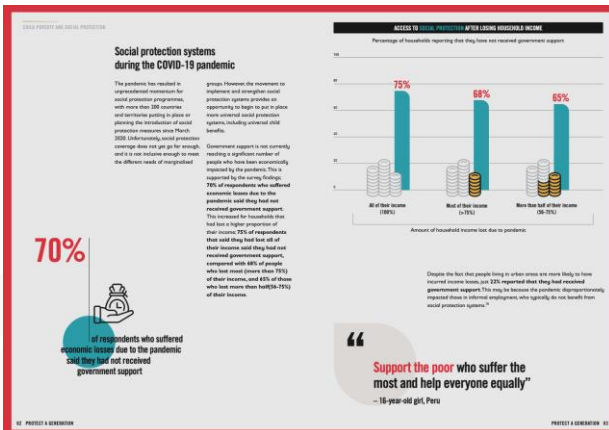 CHILD POVERTY AND SOCIAL PROTECTION
Social protection systems
during the COVID-19 pandemic
The pandemic has resulted in
unprecedented momentum for
social protection programmes,
with more than 200 countries
and territories putting in place or
planning the introduction of social
protection measures since March
2020. Unfortunately, social protection
coverage does not yet go far enough,
and it is not inclusive enough to meet
the different needs of marginalised
groups. However, the movement to
implement and strengthen social
protection systems provides an
opportunity to begin to put in place
more universal social protection
systems, including universal child
benefits.
Government support is not currently
reaching a significant number of
people who have been economically
impacted by the pandemic. This is
supported by the survey findings;
70% of respondents who suffered
economic losses due to the
pandemic said they had not
received government support.
This increased for households that
had lost a higher proportion of
their income; 75% of respondents
that said they had lost all of
their income said they had not
received government support,
compared with 68% of people
who lost most (more than 75%)
of their income, and 65% of those
who lost more than half(56-75%)
of their income.
70%
of respondents who suffered
economic losses due to the pandemic
said they had not received
government support
62 PROTECT A GENERATION
ACCESS TO SOCIAL PROTECTION AFTER LOSING HOUSEHOLD INCOME
Percentage of households reporting that they have not received government support
100
80
60
40
20
0
75%
68%
65%
All of their income
(100%)
Most of their income
(>75%)
More than half of their income
(56-75%)
Amount of household income lost due to pandemic
Despite the fact that people living in urban areas are more likely to have
incurred income losses, just 22% reported that they had received
government support. This may be because the pandemic disproportionately
impacted those in informal employment, who typically do not benefit from
social protection systems.
“
Support the poor who suffer the
most and help everyone equally”
– 16-year-old girl, Peru
PROTECT A GENERATION 63